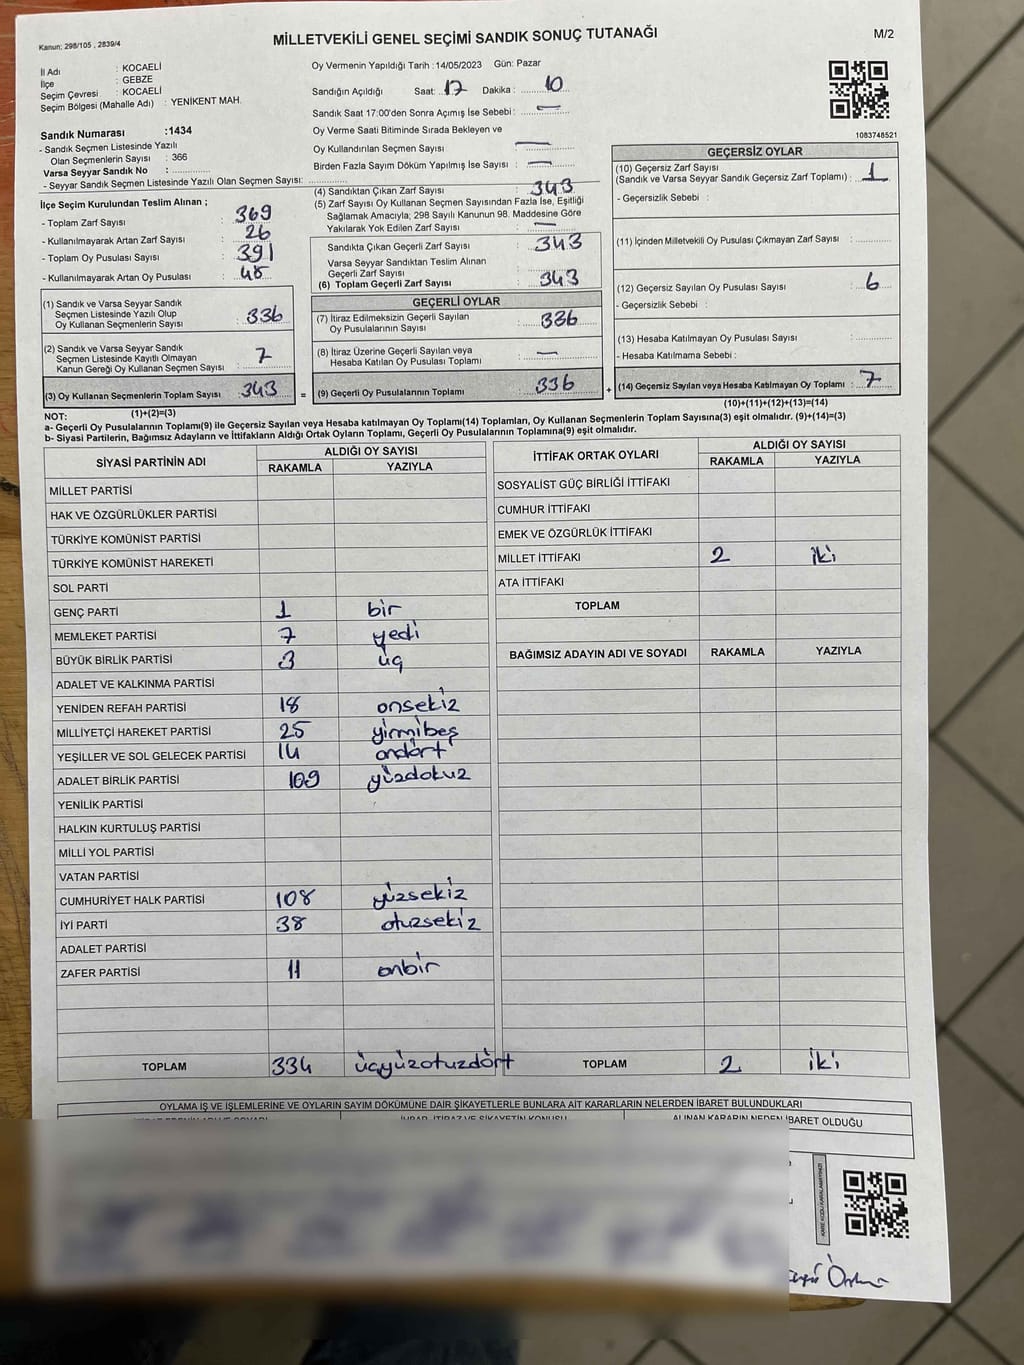 Kanun: 298/105 , 2839/4
MİLLETVEKİLİ GENEL SEÇİMİ SANDIK SONUÇ TUTANAĞI
M/2
İl Adı : KOCAELİ
İlçe : GEBZE
Seçim Çevresi : KOCAELİ
Seçim Bölgesi (Mahalle Adı) : YENİKENT MAH.
Sandık Numarası :1434
- Sandık Seçmen Listesinde Yazılı
Olan Seçmenlerin Sayısı : 366
Varsa Seyyar Sandık No :
- Seyyar Sandık Seçmen Listesinde Yazılı Olan Seçmen Sayısı:
Oy Vermenin Yapıldığı Tarih : 14/05/2023 Gün: Pazar
Sandığın Açıldığı Saat: 17 Dakika : 10
Sandık Saat 17:00'den Sonra Açımış İse Sebebi : —
Oy Verme Saati Bitiminde Sırada Bekleyen ve
Oy Kullandırılan Seçmen Sayısı —
Birden Fazla Sayım Döküm Yapılmış İse Sayısı : —
1083748521
İlçe Seçim Kurulundan Teslim Alınan ;
- Toplam Zarf Sayısı : 369
- Kullanılmayarak Artan Zarf Sayısı : 26
- Toplam Oy Pusulası Sayısı : 391
- Kullanılmayarak Artan Oy Pusulası : 48
(4) Sandıktan Çıkan Zarf Sayısı : 343
(5) Zarf Sayısı Oy Kullanan Seçmen Sayısından Fazla İse, Eşitliği
Sağlamak Amacıyla; 298 Sayılı Kanunun 98. Maddesine Göre
Yakılarak Yok Edilen Zarf Sayısı : —
Sandıkta Çıkan Geçerli Zarf Sayısı : 343
Varsa Seyyar Sandıktan Teslim Alınan
Geçerli Zarf Sayısı :
(6) Toplam Geçerli Zarf Sayısı : 343
GEÇERSİZ OYLAR
(10) Geçersiz Zarf Sayısı
(Sandık ve Varsa Seyyar Sandık Geçersiz Zarf Toplamı) : 1
- Geçersizlik Sebebi :
(11) İçinden Milletvekili Oy Pusulası Çıkmayan Zarf Sayısı :
(12) Geçersiz Sayılan Oy Pusulası Sayısı : 6
- Geçersizlik Sebebi :
(13) Hesaba Katılmayan Oy Pusulası Sayısı :
- Hesaba Katılmama Sebebi :
(14) Geçersiz Sayılan veya Hesaba Katılmayan Oy Toplamı : 7
(10)+(11)+(12)+(13)=(14)
(1) Sandık ve Varsa Seyyar Sandık
Seçmen Listesinde Yazılı Olup
Oy Kullanan Seçmenlerin Sayısı : 336
(2) Sandık ve Varsa Seyyar Sandık
Seçmen Listesinde Kayıtlı Olmayan
Kanun Gereği Oy Kullanan Seçmen Sayısı : 7
(3) Oy Kullanan Seçmenlerin Toplam Sayısı : 343 =
(1)+(2)=(3)
GEÇERLİ OYLAR
(7) İtiraz Edilmeksizin Geçerli Sayılan
Oy Pusulalarının Sayısı : 336
(8) İtiraz Üzerine Geçerli Sayılan veya
Hesaba Katılan Oy Pusulası Toplamı : —
(9) Geçerli Oy Pusulalarının Toplamı : 336 +
NOT:
a- Geçerli Oy Pusulalarının Toplamı(9) ile Geçersiz Sayılan veya Hesaba katılmayan Oy Toplamı(14) Toplamları, Oy Kullanan Seçmenlerin Toplam Sayısına(3) eşit olmalıdır. (9)+(14)=(3)
b- Siyasi Partilerin, Bağımsız Adayların ve İttifakların Aldığı Ortak Oyların Toplamı, Geçerli Oy Pusulalarının Toplamına(9) eşit olmalıdır.
SİYASİ PARTİNİN ADI ALDIĞI OY SAYISI
RAKAMLA YAZIYLA
MİLLET PARTİSİ
HAK VE ÖZGÜRLÜKLER PARTİSİ
TÜRKİYE KOMÜNİST PARTİSİ
TÜRKİYE KOMÜNİST HAREKETİ
SOL PARTİ
GENÇ PARTİ 1 bir
MEMLEKET PARTİSİ 7 yedi
BÜYÜK BİRLİK PARTİSİ 3 üç
ADALET VE KALKINMA PARTİSİ
YENİDEN REFAH PARTİSİ 18 onsekiz
MİLLİYETÇİ HAREKET PARTİSİ 25 yirmibeş
YEŞİLLER VE SOL GELECEK PARTİSİ 14 ondört
ADALET BİRLİK PARTİSİ 109 yüzdokuz
YENİLİK PARTİSİ
HALKIN KURTULUŞ PARTİSİ
MİLLİ YOL PARTİSİ
VATAN PARTİSİ
CUMHURİYET HALK PARTİSİ 108 yüzsekiz
İYİ PARTİ 38 otuzsekiz
ADALET PARTİSİ
ZAFER PARTİSİ 11 onbir
TOPLAM 334 üçyüzotuzdört
İTTİFAK ORTAK OYLARI ALDIĞI OY SAYISI
RAKAMLA YAZIYLA
SOSYALİST GÜÇ BİRLİĞİ İTTİFAKI
CUMHUR İTTİFAKI
EMEK VE ÖZGÜRLÜK İTTİFAKI
MİLLET İTTİFAKI 2 iki
ATA İTTİFAKI
TOPLAM
BAĞIMSIZ ADAYIN ADI VE SOYADI RAKAMLA YAZIYLA
TOPLAM 2 iki
OYLAMA İŞ VE İŞLEMLERİNE VE OYLARIN SAYIM DÖKÜMÜNE DAİR ŞİKAYETLERLE BUNLARA AİT KARARLARIN NELERDEN İBARET BULUNDUKLARI
İHBAR, İTİRAZ VE ŞİKAYETİN KONUSU
ALINAN KARARIN NEDEN İBARET OLDUĞU